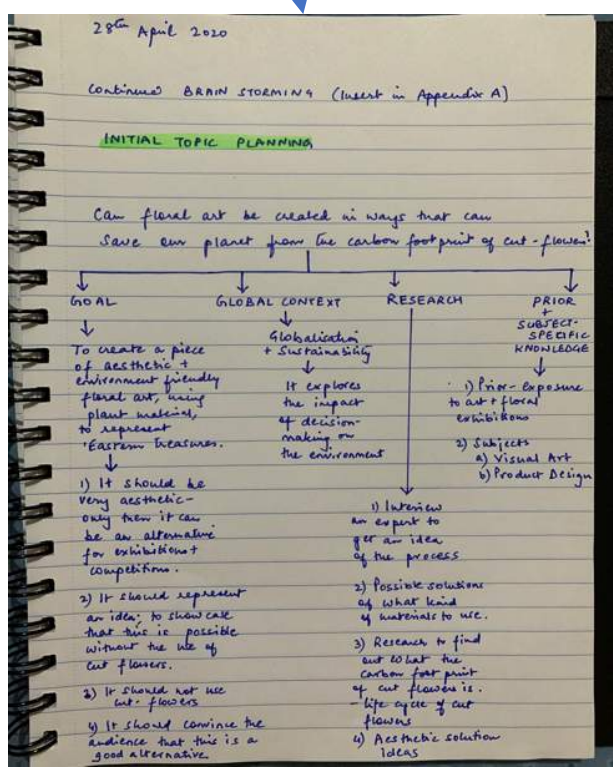 28th April 2020
Continued BRAIN STORMING (Insert in Appendix A)
INITIAL TOPIC PLANNING
Can floral art be created in ways that can
save our planet from the carbon footprint of cut-flowers?
GOAL
To create a piece
of aesthetic +
environment friendly
floral art, using
plant material,
to represent
'Eastern Treasures.
1) It should be
very aesthetic -
only then it can
be an alternative
for exhibitions +
competitions.
2) It should represent
an idea; to showcase
that this is possible
without the use of
cut flowers.
3) It should not use
cut-flowers
4) It should convince the
audience that this is a
good alternative
GLOBAL CONTEXT
Globalisation
+ Sustainability
It explores
the impact
of decision-
making on
the environment
RESEARCH
1) Interview
an expert to
get an idea
of the process
2) Possible solutions
of what kind
of materials to use.
3) Research to find
out what the
carbon foot print
of cut flowers is.
- life cycle of cut
flowers
4) Aesthetic solution
ideas
PRIOR
+
SUBJECT-
SPECIFIC
KNOWLEDGE
1) Prior-exposure
to art + floral
exhibitions
2) Subjects
a) Visual Art
b) Product Design